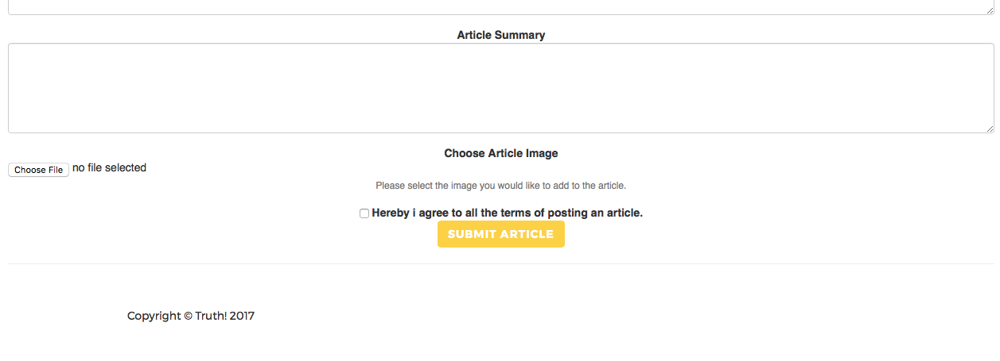 Article Summary
Choose Article Image
Choose File no file selected
Please select the image you would like to add to the article.
Hereby i agree to all the terms of posting an article.
SUBMIT ARTICLE
Copyright © Truth! 2017